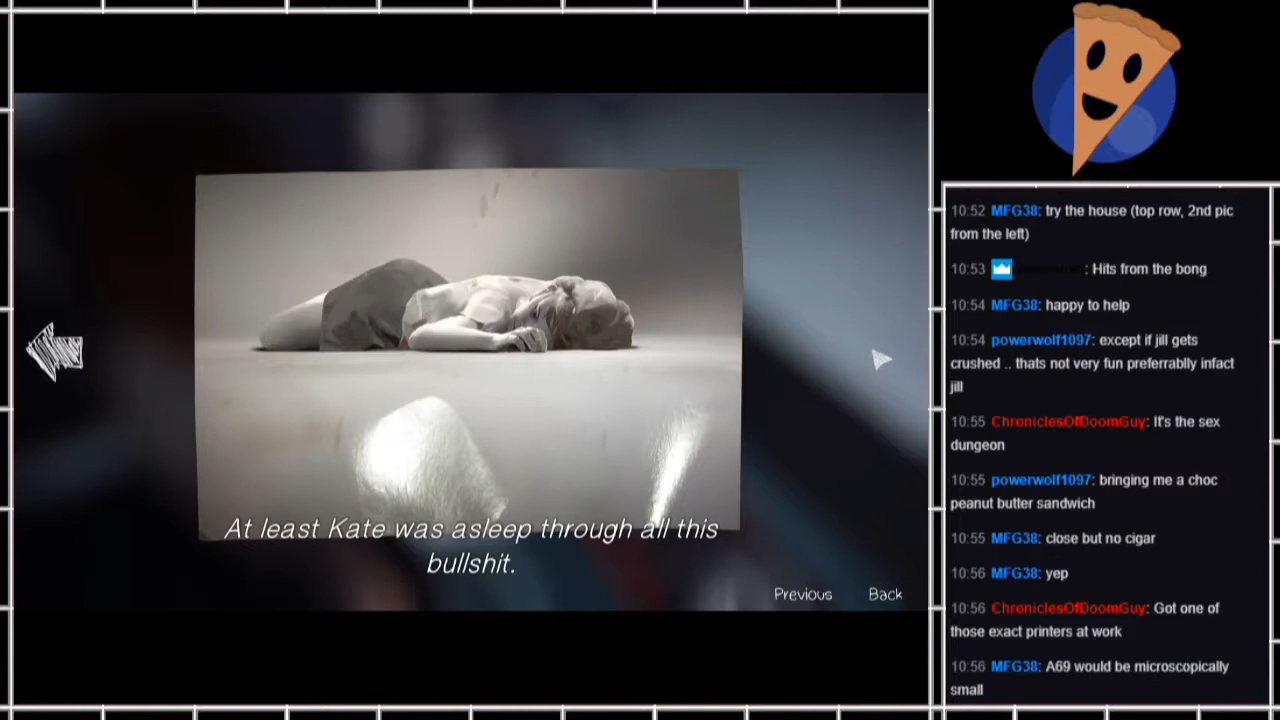 At least Kate was asleep through all this
bullshit.
Previous
Back
10:52 MFG38: try the house (top row, 2nd pic
from the left)
10:53
: Hits from the bong
10:54 MFG38: happy to help
10:54 powerwolf1097: except if jill gets
crushed .. thats not very fun preferrablly infact
jill
10:55 ChroniclesOfDoomGuy: It's the sex
dungeon
10:55 powerwolf1097: bringing me a choc
peanut butter sandwich
10:55 MFG38: close but no cigar
10:56 MFG38: yep
10:56 ChroniclesOfDoomGuy: Got one of
those exact printers at work
10:56 MFG38: A69 would be microscopically
small